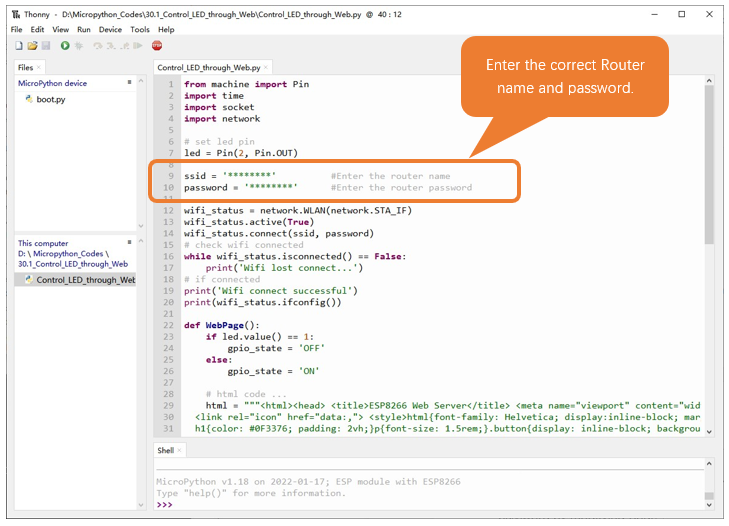 Thonny - D:\Micropython_Codes\30.1_Control_LED_through_Web\Control_LED_through_Web.py @ 40 : 12
File Edit View Run Device Tools Help
STOP
Files ×
MicroPython device
boot.py
This computer
D: \ Micropython_Codes \
30.1_Control_LED_through_Web
Control_LED_through_Wet
Control_LED_through_Web.py ×
Enter the correct Router
name and password.
1 from machine import Pin
2 import time
3 import socket
4 import network
5
6 # set led pin
7 led = Pin(2, Pin.OUT)
8
9 ssid = '********' #Enter the router name
10 password = '********' #Enter the router password
11
12 wifi_status = network.WLAN(network.STA_IF)
13 wifi_status.active(True)
14 wifi_status.connect(ssid, password)
15 # check wifi connected
16 while wifi_status.isconnected() == False:
17 print('Wifi lost connect...')
18 # if connected
19 print('Wifi connect successful')
20 print(wifi_status.ifconfig())
21
22 def WebPage():
23 if led.value() == 1:
24 gpio_state = 'OFF'
25 else:
26 gpio_state = 'ON'
27
28 # html code ...
29 html = """<html><head> <title>ESP8266 Web Server</title> <meta name="viewport" content="wid
30 <link rel="icon" href="data:,"> <style>html{font-family: Helvetica; display:inline-block; mar
31 h1{color: #0F3376; padding: 2vh;}p{font-size: 1.5rem;}.button{display: inline-block; backgrou
Shell ×
MicroPython v1.18 on 2022-01-17; ESP module with ESP8266
Type "help()" for more information.
>>>